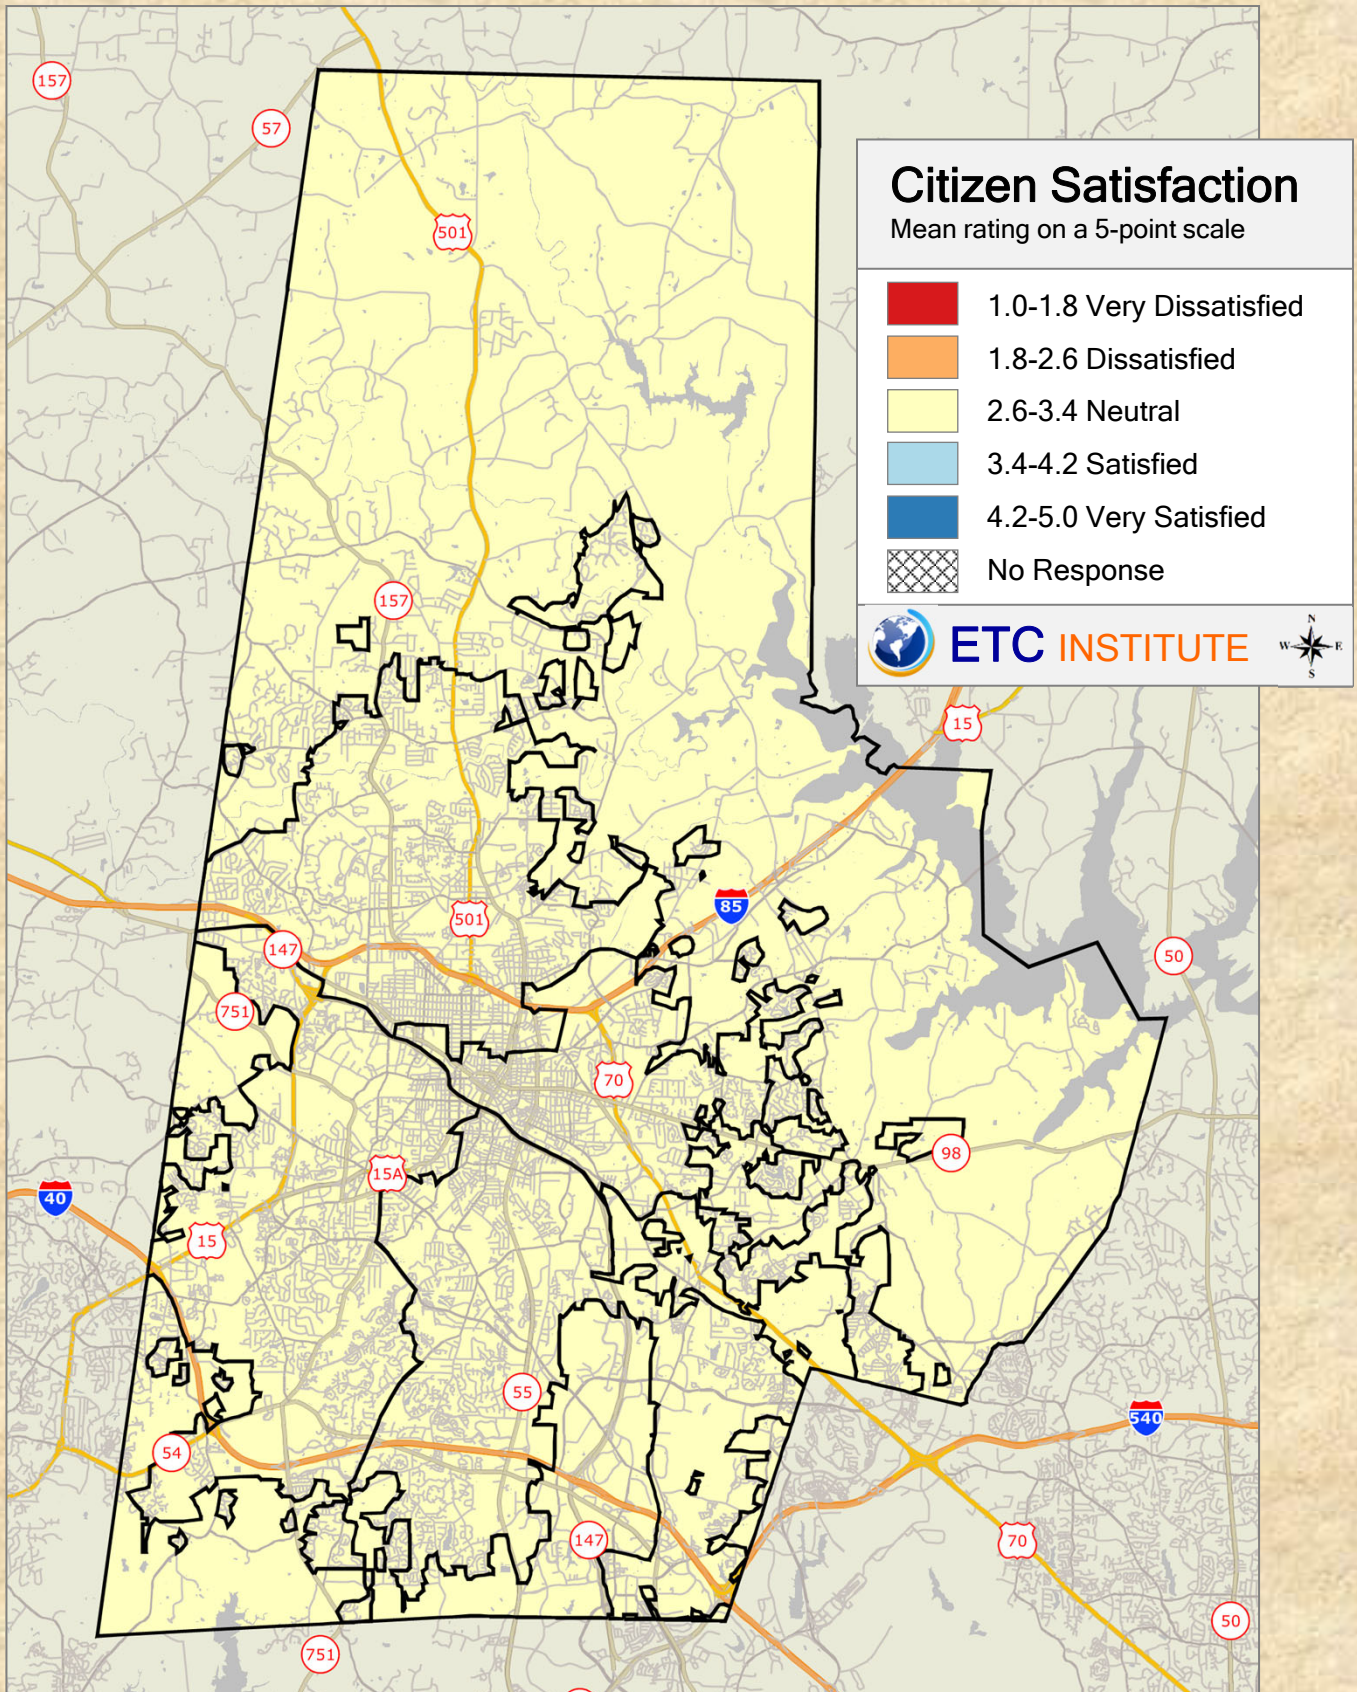 157
57
501
Citizen Satisfaction
Mean rating on a 5-point scale
1.0-1.8 Very Dissatisfied
1.8-2.6 Dissatisfied
2.6-3.4 Neutral
3.4-4.2 Satisfied
4.2-5.0 Very Satisfied
No Response
ETC INSTITUTE
N
W E
S
157
15
85
501
147
50
751
70
98
15A
40
15
55
540
54
147
70
50
751